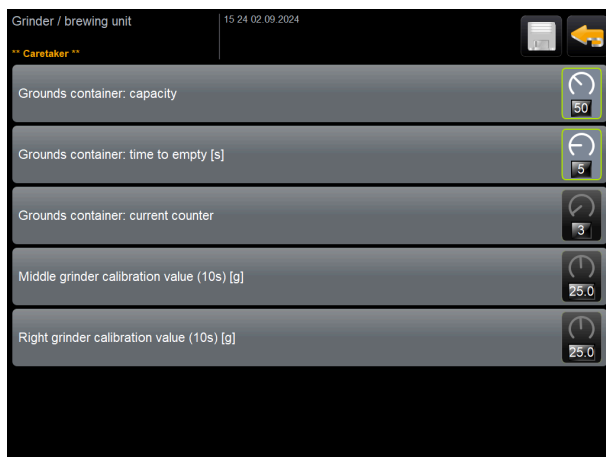 Grinder / brewing unit
15 24 02.09.2024
** Caretaker **
Grounds container: capacity
50
Grounds container: time to empty [s]
5
Grounds container: current counter
3
Middle grinder calibration value (10s) [g]
25.0
Right grinder calibration value (10s) [g]
25.0